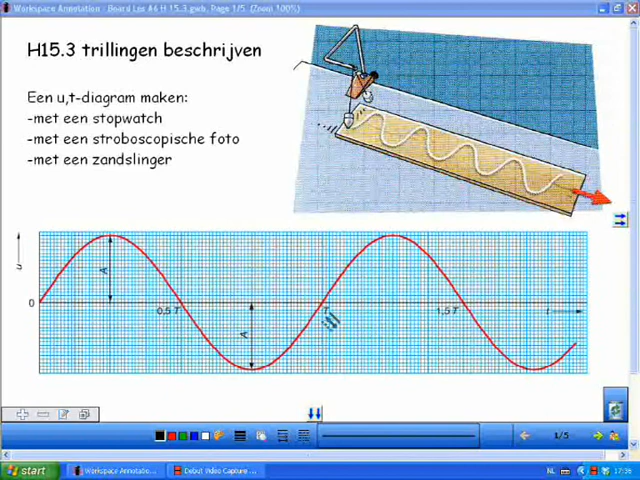 Workspace Annotation - Board Les A6 H 15.3.gwb, Page 1/5, (Zoom 100%)
H15.3 trillingen beschrijven
Een u,t-diagram maken:
-met een stopwatch
-met een stroboscopische foto
-met een zandslinger
u
A
0
0,5 T
T
1,5 T
t
A
1/5
start
Workspace Annotatio...
Debut Video Capture ...
NL
17:36